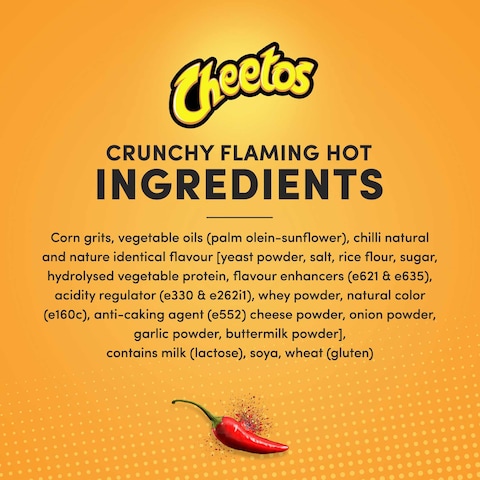 Cheetos
CRUNCHY FLAMING HOT
INGREDIENTS
Corn grits, vegetable oils (palm olein-sunflower), chilli natural
and nature identical flavour [yeast powder, salt, rice flour, sugar,
hydrolysed vegetable protein, flavour enhancers (e621 & e635),
acidity regulator (e330 & e262i1), whey powder, natural color
(e160c), anti-caking agent (e552) cheese powder, onion powder,
garlic powder, buttermilk powder],
contains milk (lactose), soya, wheat (gluten)